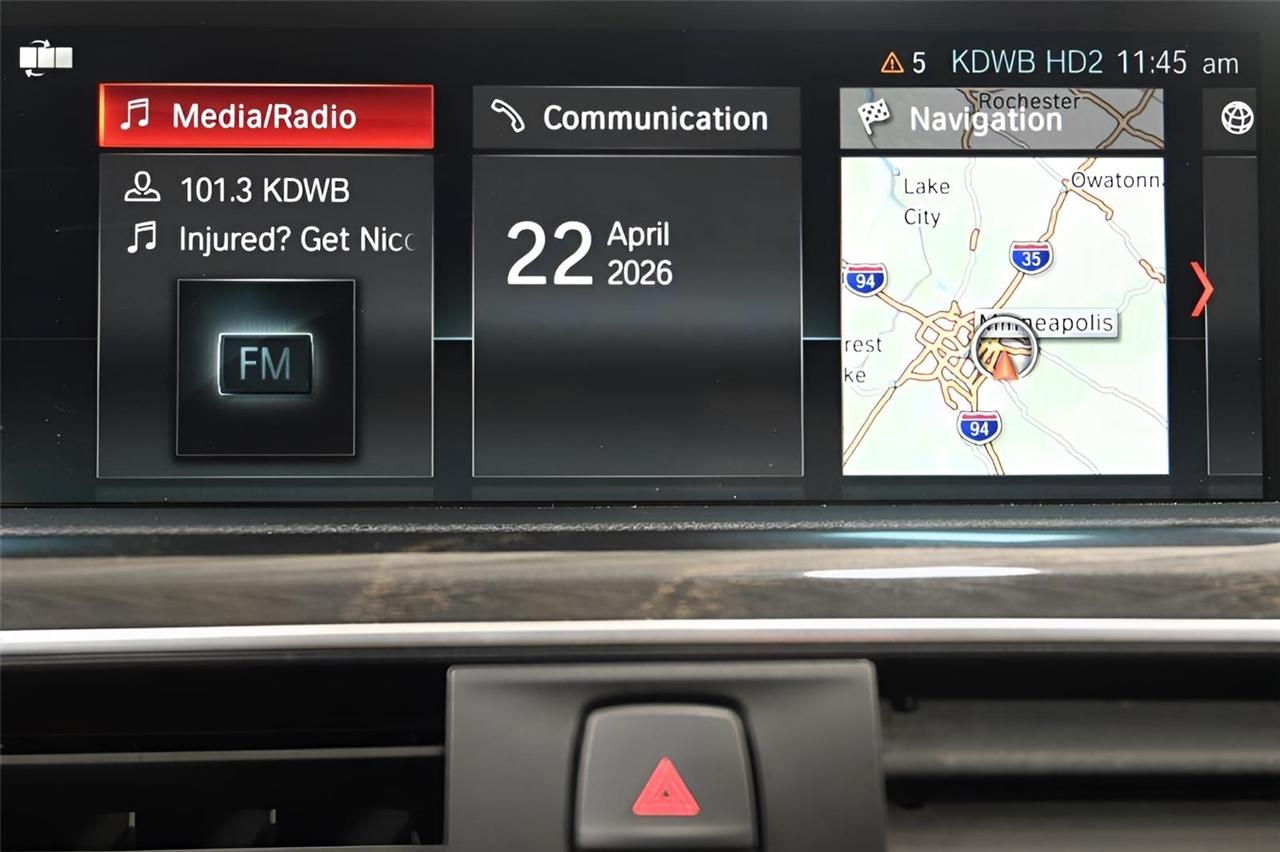 5 KDWB HD2 11:45 am
Media/Radio
Communication
Navigation
Rochester
101.3 KDWB
Injured? Get Nicc
FM
22 April
2026
Lake
City
Owatonn
35
94
Minneapolis
rest
ke
94